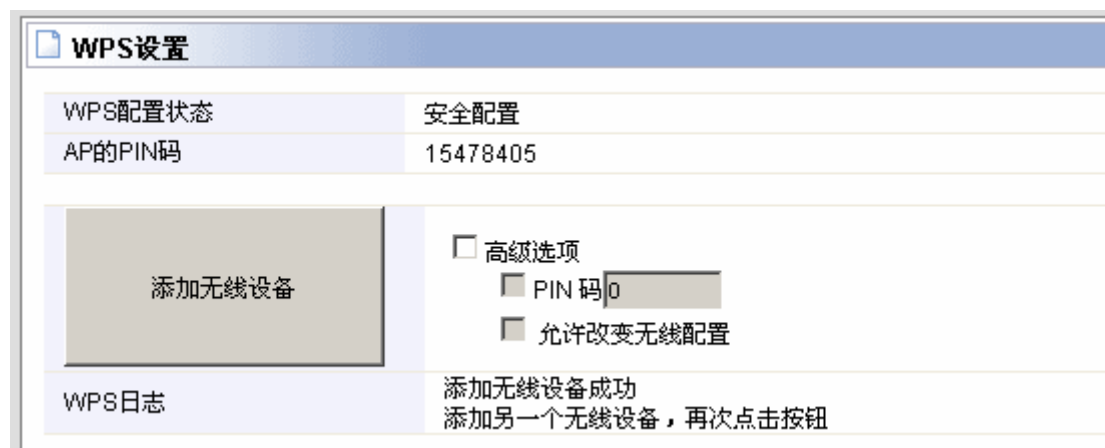 WPS设置
WPS配置状态 安全配置
AP的PIN码 15478405
添加无线设备
高级选项
PIN 码 0
允许改变无线配置
WPS日志
添加无线设备成功
添加另一个无线设备，再次点击按钮